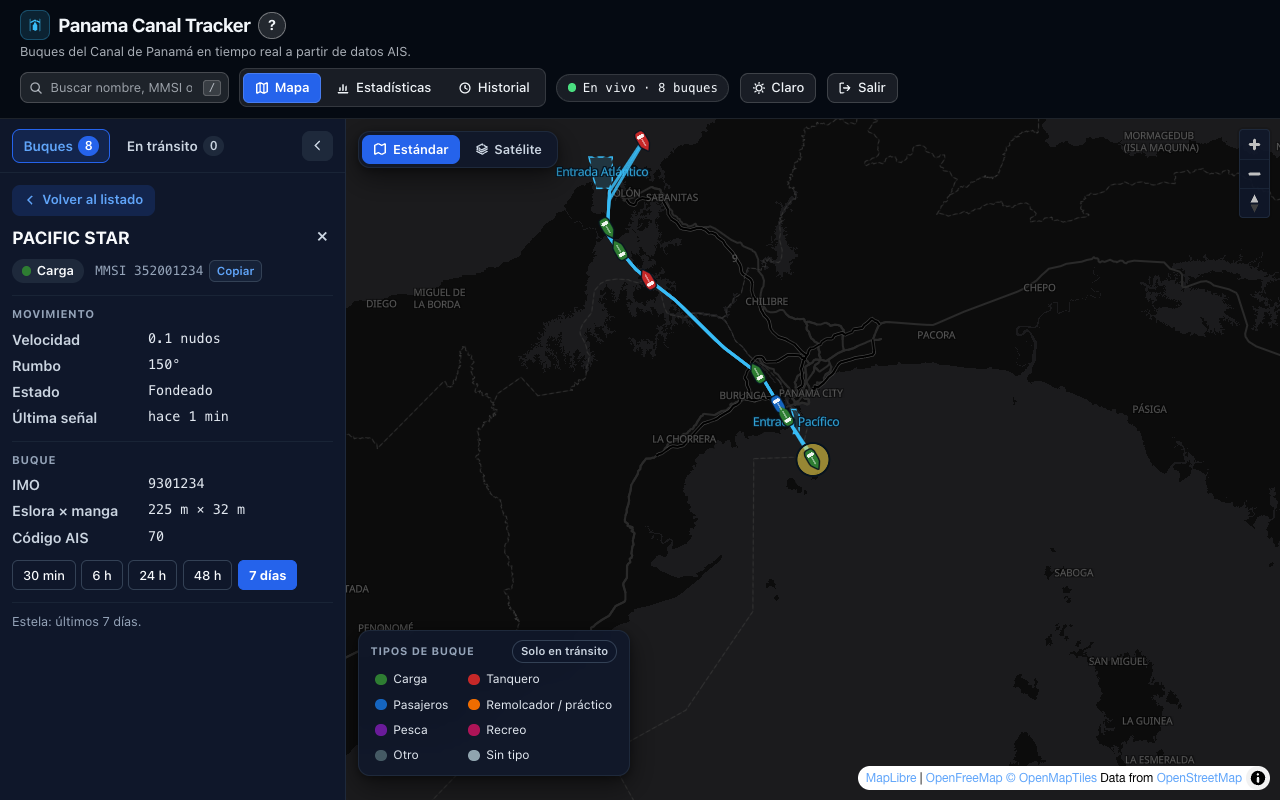 Panama Canal Tracker ?
Buques del Canal de Panamá en tiempo real a partir de datos AIS.
Buscar nombre, MMSI o /
Mapa
Estadísticas
Historial
En vivo · 8 buques
Claro
Salir
Buques 8
En tránsito 0
Volver al listado
PACIFIC STAR
Carga
MMSI 352001234
Copiar
MOVIMIENTO
Velocidad 0.1 nudos
Rumbo 150°
Estado Fondeado
Última señal hace 1 min
BUQUE
IMO 9301234
Eslora × manga 225 m × 32 m
Código AIS 70
30 min 6 h 24 h 48 h 7 días
Estela: últimos 7 días.
Estándar
Satélite
Entrada Atlántico
OLÓN
SABANITAS
MORMAGEDUB
(ISLA MAQUINA)
9
DIEGO
MIGUEL DE
LA BORDA
CHILIBRE
CHEPO
PACORA
BURUNGA
PANAMA CITY
Entra Pacífico
PÁSIGA
LA CHORRERA
TADA
SABOGA
PENONOMÉ
SAN MIGUEL
LA GUINEA
LA ESMERALDA
TIPOS DE BUQUE
Solo en tránsito
Carga
Tanquero
Pasajeros
Remolcador / práctico
Pesca
Recreo
Otro
Sin tipo
MapLibre | OpenFreeMap © OpenMapTiles Data from OpenStreetMap